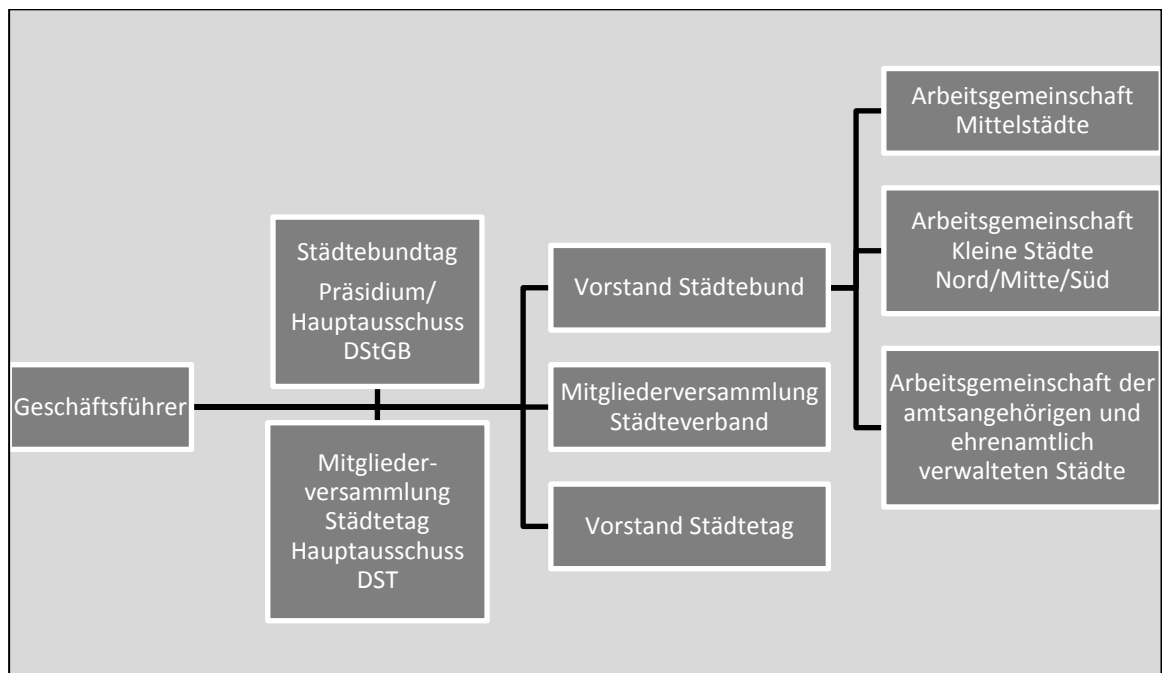 Geschäftsführer
Städtebundtag
Präsidium/
Hauptausschuss
DStGB
Mitglieder-
versammlung
Städtetag
Hauptausschuss
DST
Vorstand Städtebund
Mitgliederversammlung
Städteverband
Vorstand Städtetag
Arbeitsgemeinschaft
Mittelstädte
Arbeitsgemeinschaft
Kleine Städte
Nord/Mitte/Süd
Arbeitsgemeinschaft der
amtsangehörigen und
ehrenamtlich
verwalteten Städte